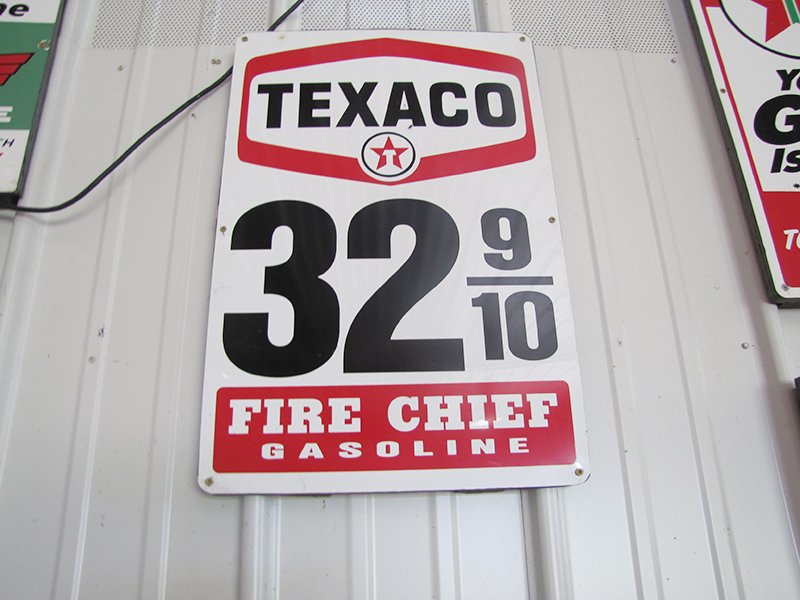 TEXACO
T
32 9/10
FIRE CHIEF
GASOLINE